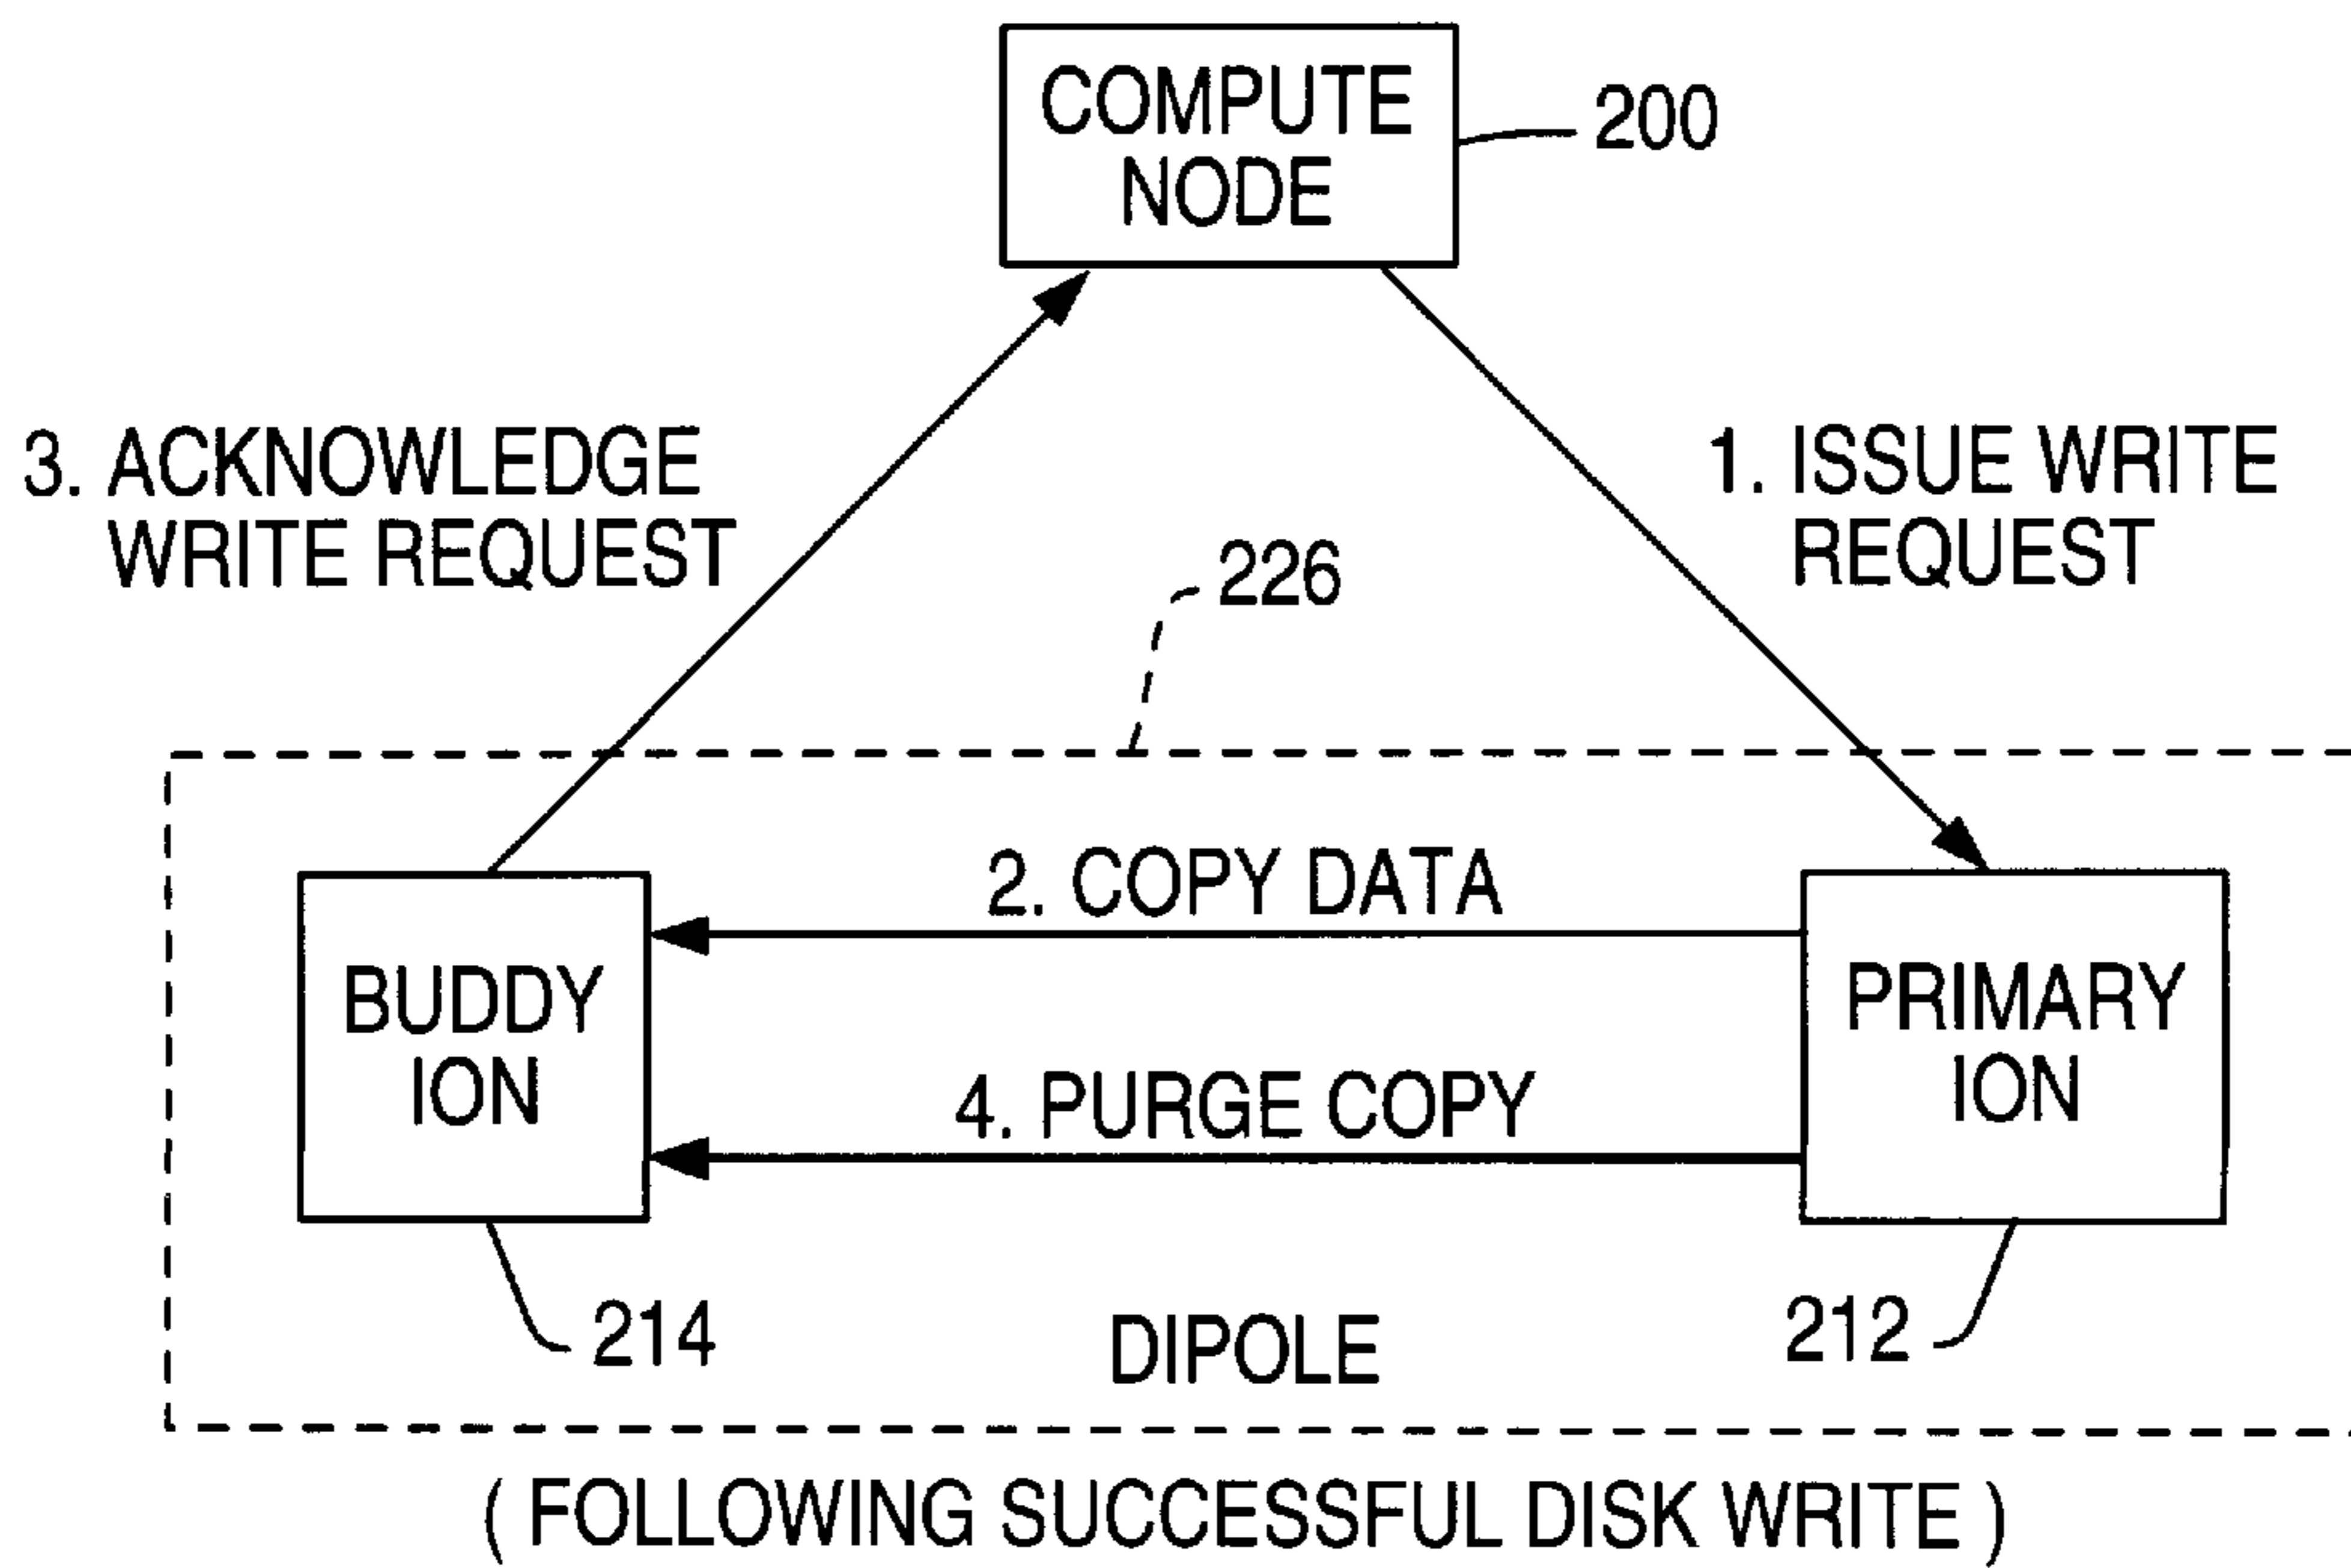 COMPUTE
NODE
200
3. ACKNOWLEDGE
WRITE REQUEST
1. ISSUE WRITE
REQUEST
226
2. COPY DATA
BUDDY
ION
PRIMARY
ION
4. PURGE COPY
214
DIPOLE
212
( FOLLOWING SUCCESSFUL DISK WRITE )